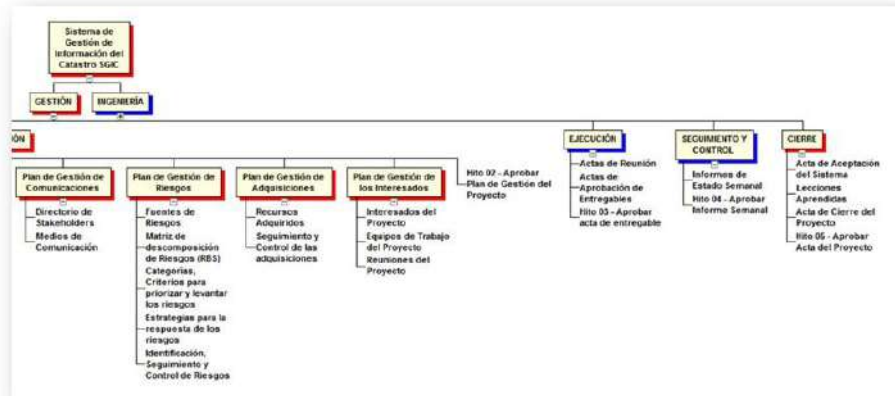 Sistema de
Gestión de
Información del
Catastro SGIC
GESTIÓN
INGENIERÍA
ÓN
EJECUCIÓN
SEGUIMIENTO Y
CONTROL
CIERRE
Plan de Gestión de
Comunicaciones
Directorio de
Stakeholders
Medios de
Comunicación
Plan de Gestión de
Riesgos
Fuentes de
Riesgos
Matriz de
descomposición
de Riesgos (RBS)
Categorías,
Criterios para
priorizar y levantar
los riesgos
Estrategias para la
respuesta de los
riesgos
Identificación,
Seguimiento y
Control de Riesgos
Plan de Gestión de
Adquisiciones
Recursos
Adquiridos
Seguimiento y
Control de las
adquisiciones
Plan de Gestión de
los Interesados
Interesados del
Proyecto
Equipos de Trabajo
del Proyecto
Reuniones del
Proyecto
Hito 02 - Aprobar
Plan de Gestión del
Proyecto
Actas de Reunión
Actas de
Aprobación de
Entregables
Hito 03 - Aprobar
acta de entregable
Informes de
Estado Semanal
Hito 04 - Aprobar
Informe Semanal
Acta de Aceptación
del Sistema
Lecciones
Aprendidas
Acta de Cierre del
Proyecto
Hito 05 - Aprobar
Acta del Proyecto